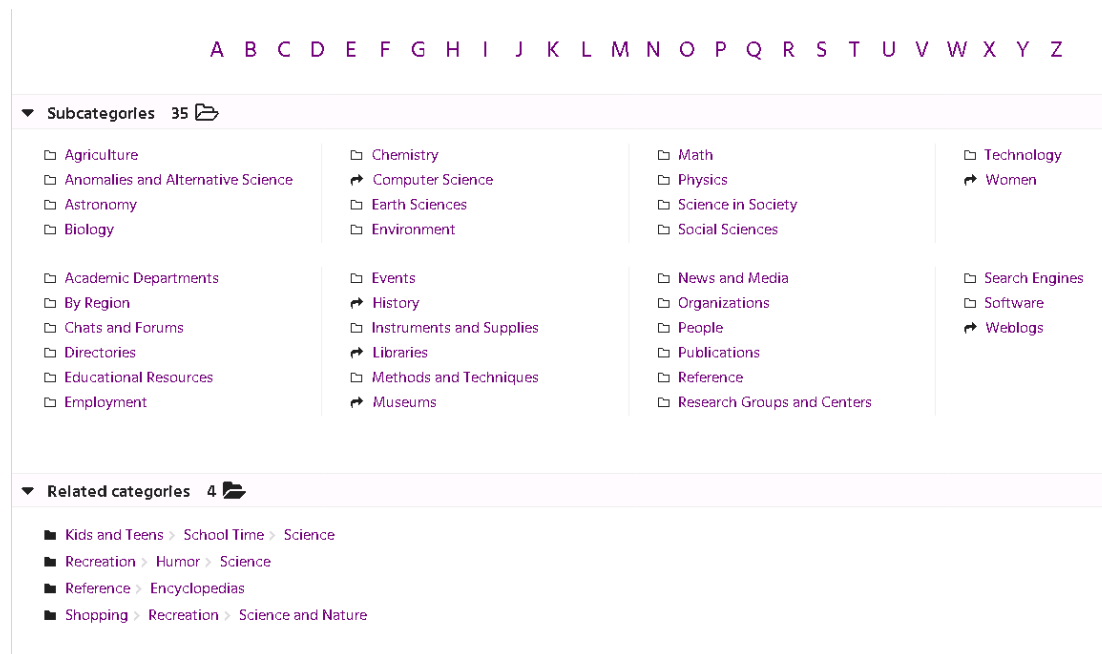 A B C D E F G H I J K L M N O P Q R S T U V W X Y Z
Subcategories 35
Agriculture
Anomalies and Alternative Science
Astronomy
Biology
Chemistry
Computer Science
Earth Sciences
Environment
Math
Physics
Science in Society
Social Sciences
Technology
Women
Academic Departments
By Region
Chats and Forums
Directories
Educational Resources
Employment
Events
History
Instruments and Supplies
Libraries
Methods and Techniques
Museums
News and Media
Organizations
People
Publications
Reference
Research Groups and Centers
Search Engines
Software
Weblogs
Related categories 4
Kids and Teens > School Time > Science
Recreation > Humor > Science
Reference > Encyclopedias
Shopping > Recreation > Science and Nature